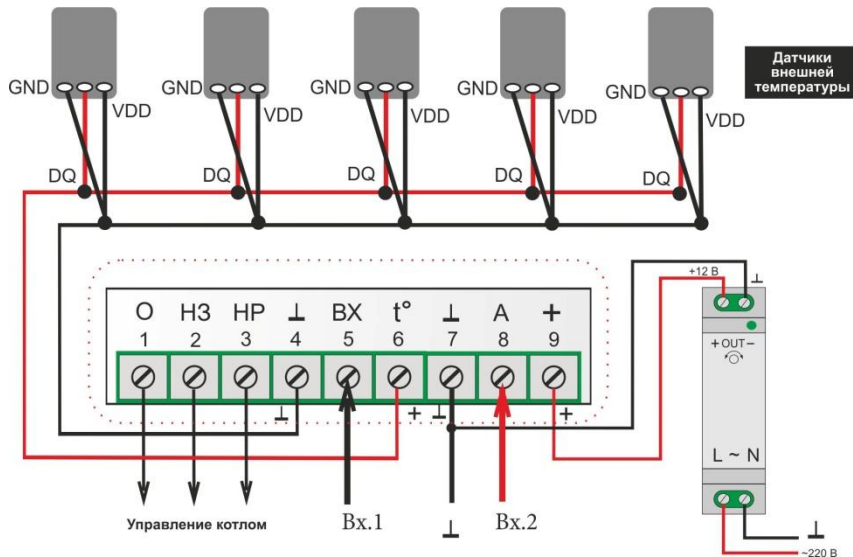 Датчики
внешней
температуры
GND
VDD
DQ
GND
VDD
DQ
GND
VDD
DQ
GND
VDD
DQ
GND
VDD
DQ
+12 В
⊥
О НЗ НР ⊥ ВХ t° ⊥ А +
1 2 3 4 5 6 7 8 9
⊥ + ⊥ +
+ OUT −
L ~ N
Управление котлом
Вх.1
⊥
Вх.2
⊥
~220 В